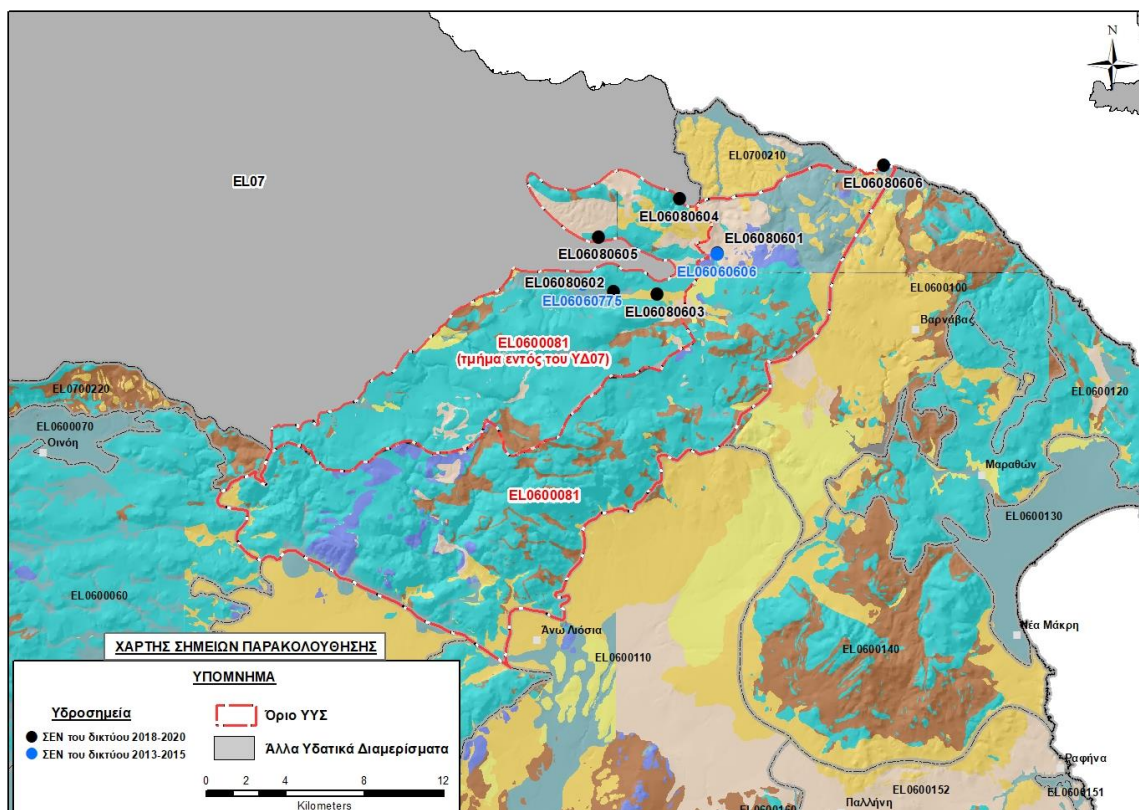 N
EL0700210
EL07
EL06080606
EL06080604
EL06080601
EL06080605
EL06060606
EL06080602
EL0600100
EL06060775
EL06080603
Βαρνάβας
EL0600081
(τμήμα εντός του ΥΔ07)
EL0700220
EL0600120
EL0600070
Οινόη
Μαραθών
EL0600081
EL0600130
EL0600060
Άνω Λιόσια
Νέα Μάκρη
EL0600110
EL0600140
ΧΑΡΤΗΣ ΣΗΜΕΙΩΝ ΠΑΡΑΚΟΛΟΥΘΗΣΗΣ
ΥΠΟΜΝΗΜΑ
Υδροσημεία
ΣΕΝ του δικτύου 2018-2020
ΣΕΝ του δικτύου 2013-2015
Όριο ΥΥΣ
Άλλα Υδατικά Διαμερίσματα
0 2 4 8 12
Kilometers
Ραφήνα
EL0600152
EL0600151
Παλλήνη
EL0600160